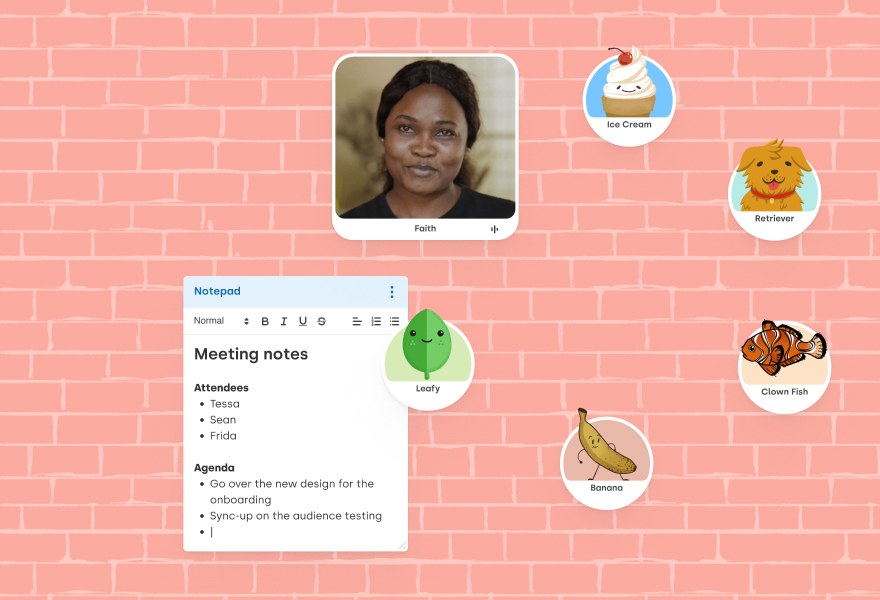 Ice Cream
Retriever
Faith
Notepad
Normal B I U S
Meeting notes
Leafy
Attendees
• Tessa
• Sean
• Frida
Clown Fish
Agenda
• Go over the new design for the
onboarding
• Sync-up on the audience testing
•
Banana